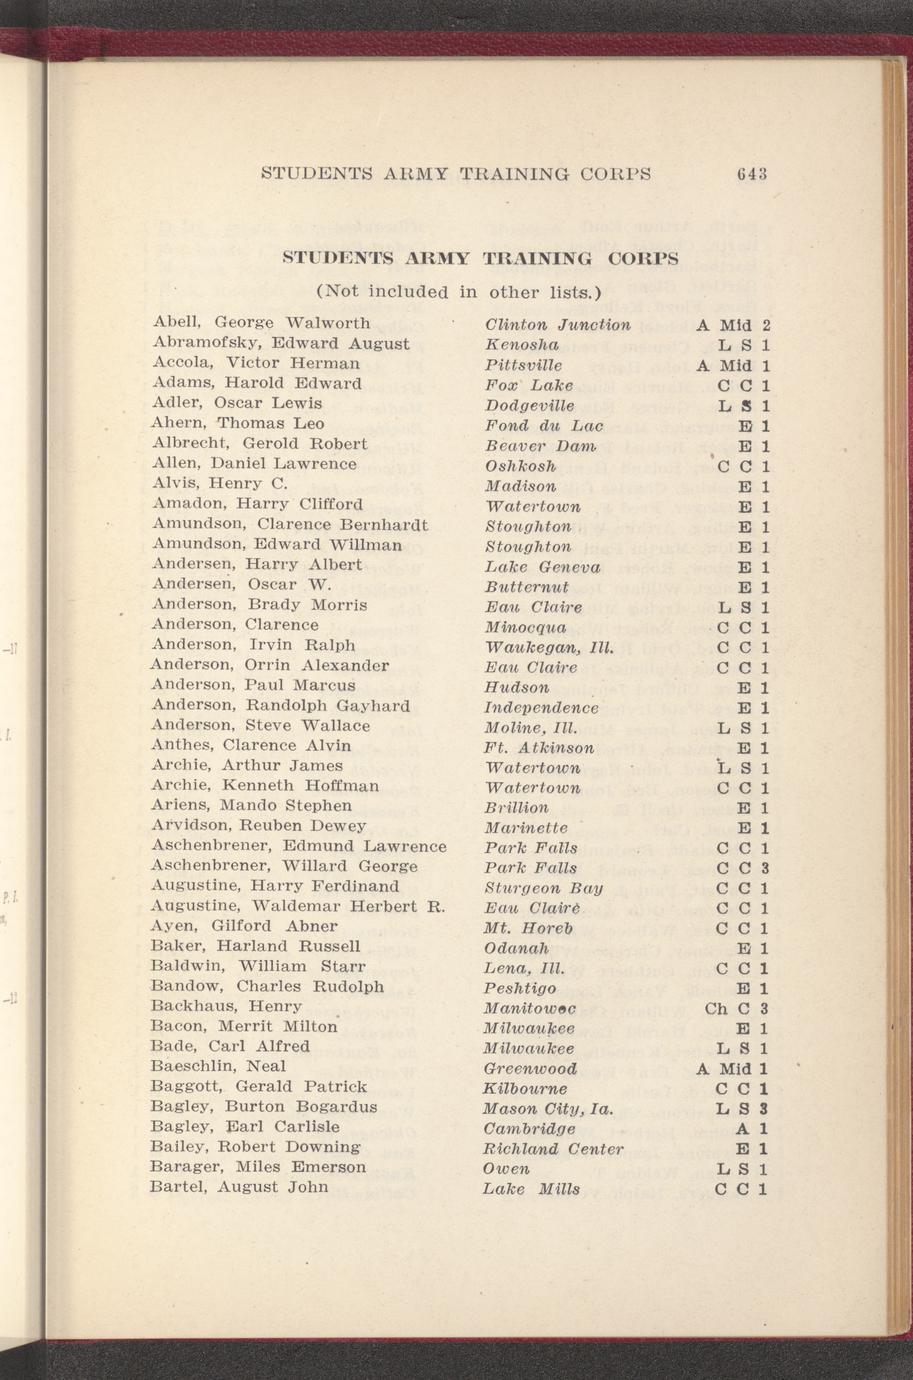 STUDENTS ARMY TRAINING CORPS 643
STUDENTS ARMY TRAINING CORPS
(Not included in other lists.)
Abell, George Walworth Clinton Junction A Mid 2
Abramofsky, Edward August Kenosha L S 1
Accola, Victor Herman Pittsville A Mid 1
Adams, Harold Edward Fox Lake C C 1
Adler, Oscar Lewis Dodgeville L S 1
Ahern, Thomas Leo Fond du Lac E 1
Albrecht, Gerold Robert Beaver Dam E 1
Allen, Daniel Lawrence Oshkosh C C 1
Alvis, Henry C. Madison E 1
Amadon, Harry Clifford Watertown E 1
Amundson, Clarence Bernhardt Stoughton E 1
Amundson, Edward Willman Stoughton E 1
Andersen, Harry Albert Lake Geneva E 1
Andersen, Oscar W. Butternut E 1
Anderson, Brady Morris Eau Claire L S 1
Anderson, Clarence Minocqua C C 1
Anderson, Irvin Ralph Waukegan, Ill. C C 1
Anderson, Orrin Alexander Eau Claire C C 1
Anderson, Paul Marcus Hudson E 1
Anderson, Randolph Gayhard Independence E 1
Anderson, Steve Wallace Moline, Ill. L S 1
Anthes, Clarence Alvin Ft. Atkinson E 1
Archie, Arthur James Watertown L S 1
Archie, Kenneth Hoffman Watertown C C 1
Ariens, Mando Stephen Brillion E 1
Arvidson, Reuben Dewey Marinette E 1
Aschenbrener, Edmund Lawrence Park Falls C C 1
Aschenbrener, Willard George Park Falls C C 3
Augustine, Harry Ferdinand Sturgeon Bay C C 1
Augustine, Waldemar Herbert R. Eau Claire C C 1
Ayen, Gilford Abner Mt. Horeb C C 1
Baker, Harland Russell Odanah E 1
Baldwin, William Starr Lena, Ill. C C 1
Bandow, Charles Rudolph Peshtigo E 1
Backhaus, Henry Manitowoc Ch C 3
Bacon, Merrit Milton Milwaukee E 1
Bade, Carl Alfred Milwaukee L S 1
Baeschlin, Neal Greenwood A Mid 1
Baggott, Gerald Patrick Kilbourne C C 1
Bagley, Burton Bogardus Mason City, Ia. L S 3
Bagley, Earl Carlisle Cambridge A 1
Bailey, Robert Downing Richland Center E 1
Barager, Miles Emerson Owen L S 1
Bartel, August John Lake Mills C C 1